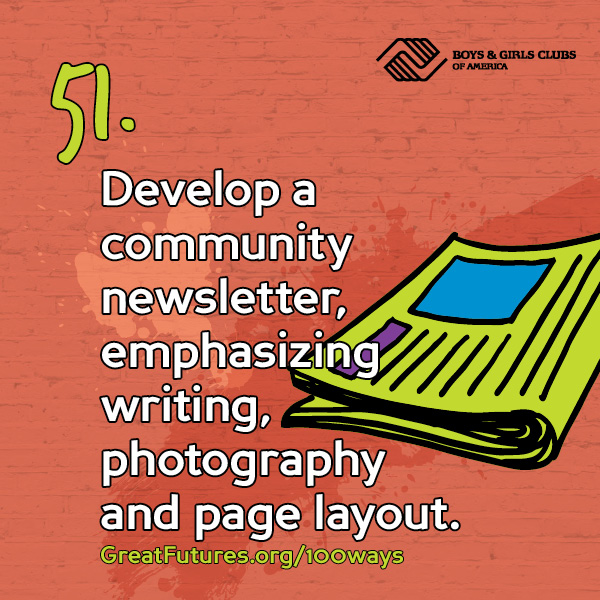 BOYS & GIRLS CLUBS
OF AMERICA
51.
Develop a
community
newsletter,
emphasizing
writing,
photography
and page layout.
GreatFutures.org/100ways